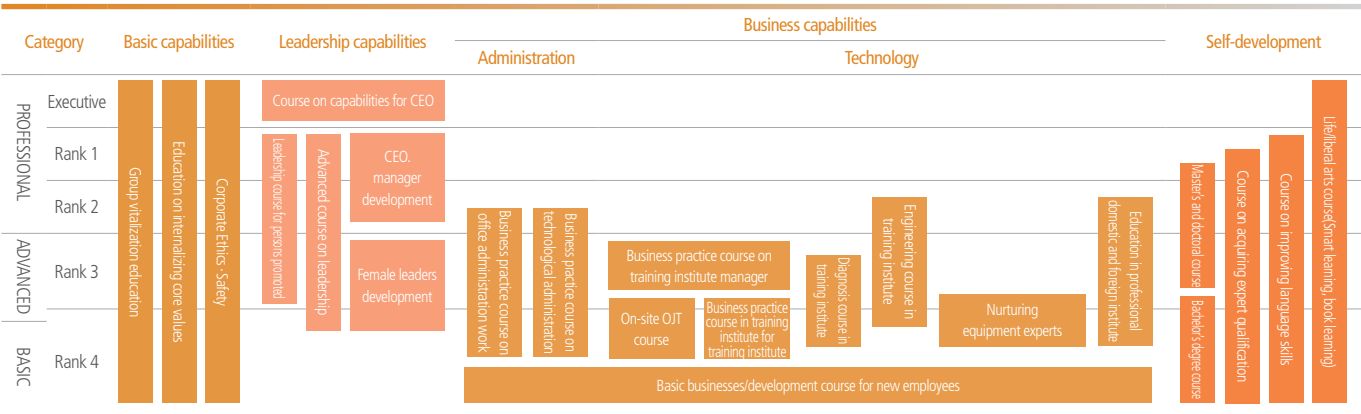 Category
Basic capabilities
Leadership capabilities
Business capabilities
Administration
Technology
Self-development
PROFESSIONAL
ADVANCED
BASIC
Executive
Rank 1
Rank 2
Rank 3
Rank 4
Group vitalization education
Education on internalizing core values
Corporate Ethics · Safety
Course on capabilities for CEO
Leadership course for persons promoted
Advanced course on leadership
CEO.
manager
development
Female leaders
development
Business practice course on
office administration work
Business practice course on
technological administration
Business practice course on
training institute manager
On-site OJT
course
Business practice
course in training
institute for
training institute
Diagnosis course in
training institute
Engineering course in
training institute
Nurturing
equipment experts
Education in professional
domestic and foreign institute
Basic businesses/development course for new employees
Master's and doctoral course
Bachelor's degree course
Course on acquiring expert qualification
Course on improving language skills
Life/liberal arts course(Smart learning, book learning)